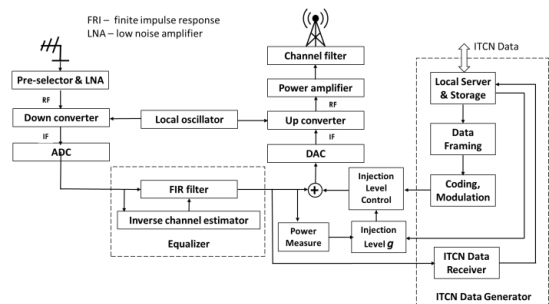 FRI – finite impulse response
LNA – low noise amplifier
Pre-selector & LNA
RF
Down converter
IF
ADC
Local oscillator
Channel filter
Power amplifier
RF
Up converter
IF
DAC
FIR filter
Inverse channel estimator
Equalizer
+
Power
Measure
Injection
Level g
Injection
Level
Control
ITCN Data
Local Server
& Storage
Data
Framing
Coding,
Modulation
ITCN Data
Receiver
ITCN Data Generator